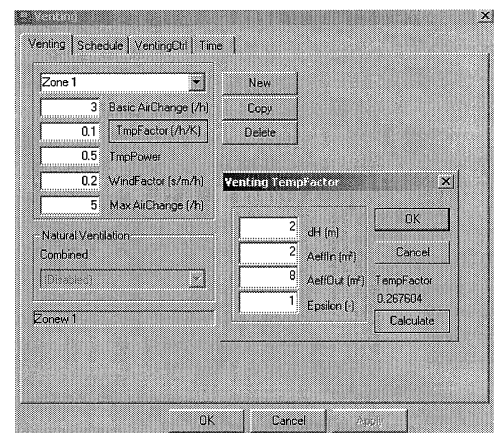 Venting
Venting Schedule VentingCtrl Time
Zone 1
New
3 Basic AirChange (/h)
Copy
0.1 TmpFactor (/h/K)
Delete
0.5 TmpPower
0.2 WindFactor (s/m/h)
5 Max AirChange (/h)
Venting TempFactor
2 dH (m)
OK
2 AeffIn (m²)
Cancel
8 AeffOut (m²)
TempFactor
0.267604
1 Epsilon (-)
Calculate
Natural Ventilation
Combined
(Disabled)
Zonew 1
OK Cancel Apply